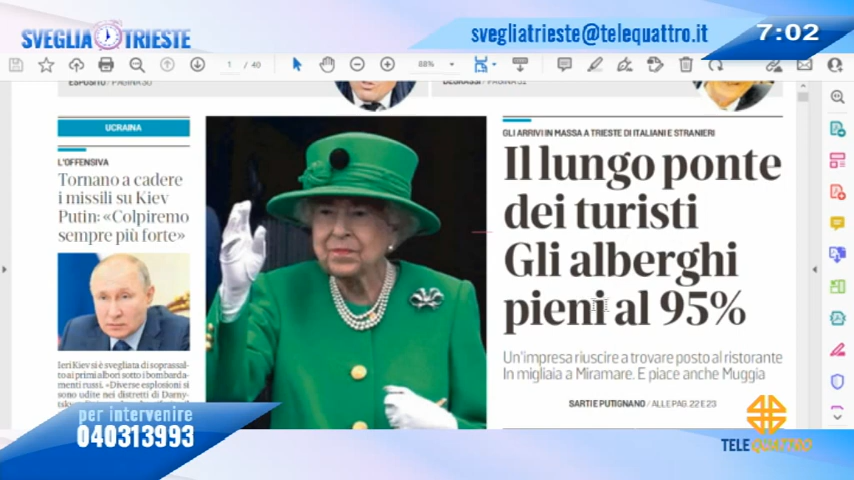 SVEGLIA TRIESTE
svegliatrieste@telequattro.it
7:02
1 / 40
88%
ESPOSITO / PAGINA 30
DEGRASSI / PAGINA 31
UCRAINA
L'OFFENSIVA
Tornano a cadere
i missili su Kiev
Putin: «Colpiremo
sempre più forte»
Ieri Kiev si è svegliata di soprassal-
to ai primi albori sotto i bombarda-
menti russi. «Diverse esplosioni si
sono udite nei distretti di Darny-
GLI ARRIVI IN MASSA A TRIESTE DI ITALIANI E STRANIERI
Il lungo ponte
dei turisti
Gli alberghi
pieni al 95%
Un'impresa riuscire a trovare posto al ristorante
In migliaia a Miramare. E piace anche Muggia
SARTI E PUTIGNANO / ALLE PAG. 22 E 23
per intervenire
040313993
TELEQUATTRO